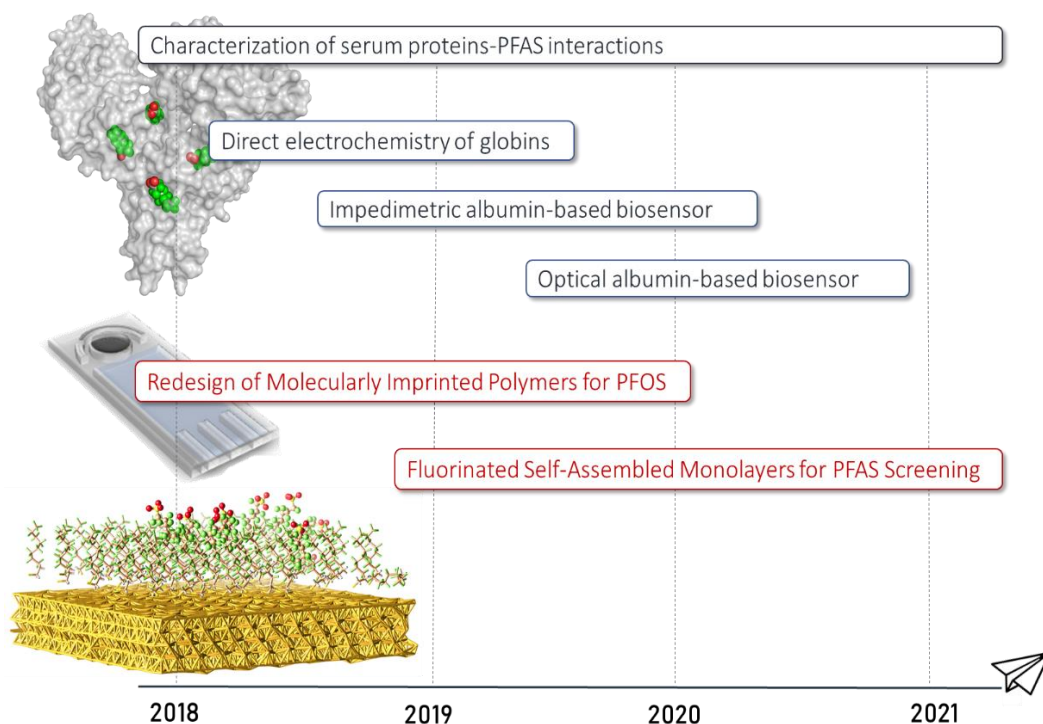 Characterization of serum proteins-PFAS interactions
Direct electrochemistry of globins
Impedimetric albumin-based biosensor
Optical albumin-based biosensor
Redesign of Molecularly Imprinted Polymers for PFOS
Fluorinated Self-Assembled Monolayers for PFAS Screening
2018 2019 2020 2021